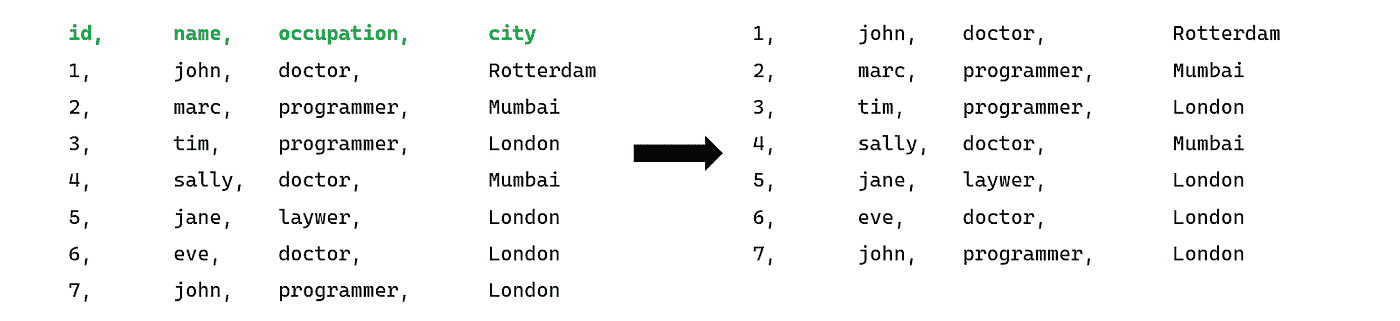 id, name, occupation, city
1, john, doctor, Rotterdam
2, marc, programmer, Mumbai
3, tim, programmer, London
4, sally, doctor, Mumbai
5, jane, laywer, London
6, eve, doctor, London
7, john, programmer, London
1, john, doctor, Rotterdam
2, marc, programmer, Mumbai
3, tim, programmer, London
4, sally, doctor, Mumbai
5, jane, laywer, London
6, eve, doctor, London
7, john, programmer, London